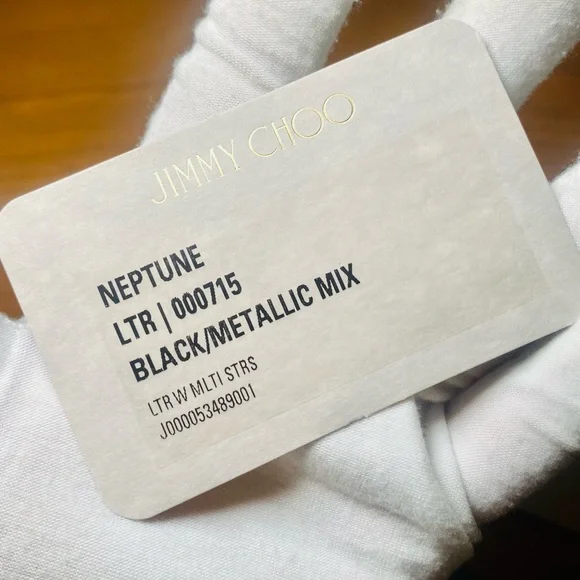 JIMMY CHOO
NEPTUNE
LTR | 000715
BLACK/METALLIC MIX
LTR W MLTI STRS
J000053489001